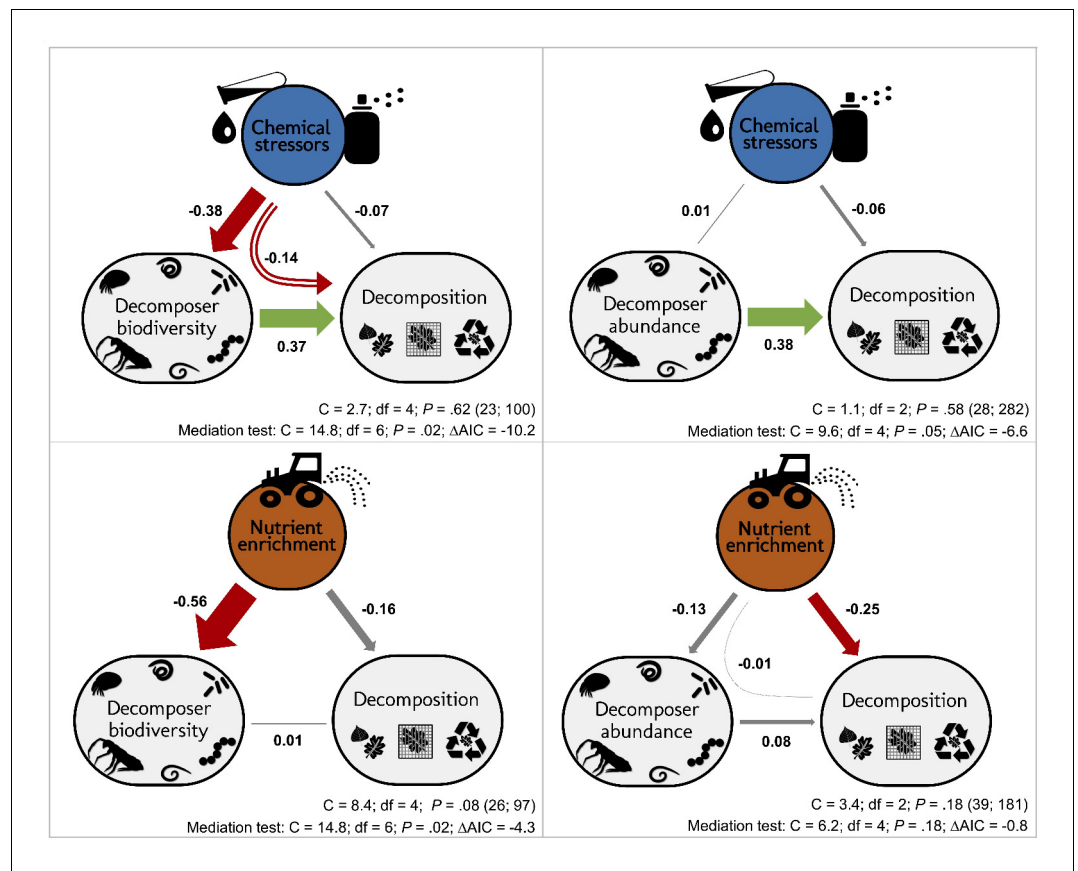 Chemical
stressors
-0.38
-0.07
-0.14
Decomposer
biodiversity
Decomposition
0.37
C = 2.7; df = 4; P = .62 (23; 100)
Mediation test: C = 14.8; df = 6; P = .02; ∆AIC = -10.2
Chemical
stressors
0.01
-0.06
Decomposer
abundance
Decomposition
0.38
C = 1.1; df = 2; P = .58 (28; 282)
Mediation test: C = 9.6; df = 4; P = .05; ∆AIC = -6.6
Nutrient
enrichment
-0.56
-0.16
Decomposer
biodiversity
Decomposition
0.01
C = 8.4; df = 4; P = .08 (26; 97)
Mediation test: C = 14.8; df = 6; P = .02; ∆AIC = -4.3
Nutrient
enrichment
-0.13
-0.25
-0.01
Decomposer
abundance
Decomposition
0.08
C = 3.4; df = 2; P = .18 (39; 181)
Mediation test: C = 6.2; df = 4; P = .18; ∆AIC = -0.8